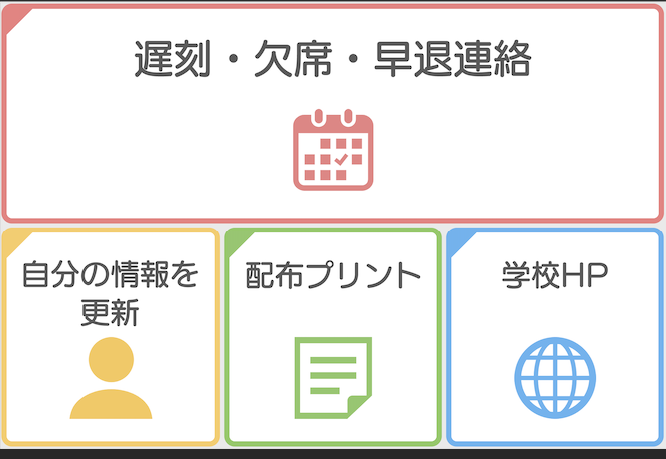 遅刻・欠席・早退連絡
自分の情報を
更新
配布プリント
学校HP